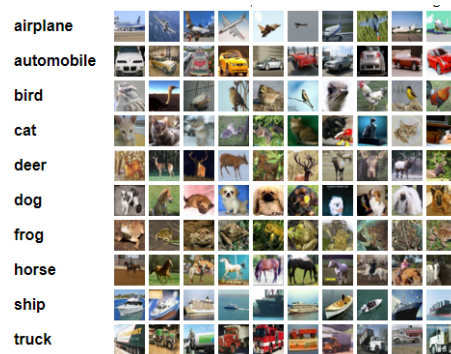 airplane
automobile
bird
cat
deer
dog
frog
horse
ship
truck